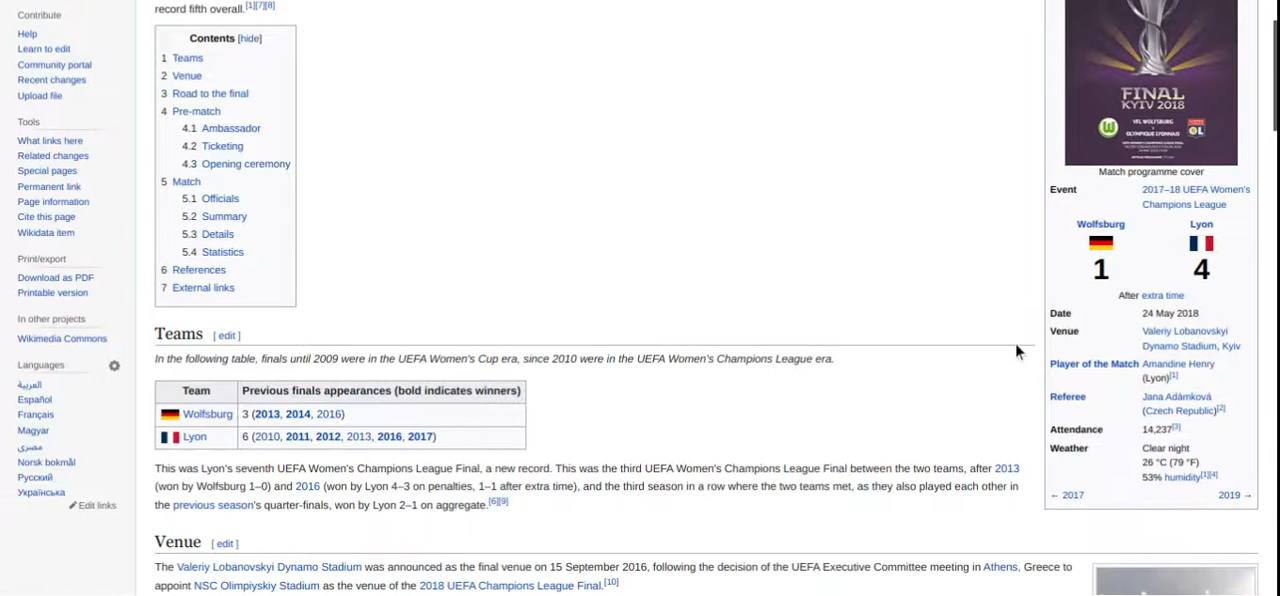 Contribute
Help
Learn to edit
Community portal
Recent changes
Upload file
Tools
What links here
Related changes
Special pages
Permanent link
Page information
Cite this page
Wikidata item
Print/export
Download as PDF
Printable version
In other projects
Wikimedia Commons
Languages
العربية
Español
Français
Magyar
مصرى
Norsk bokmål
Русский
Українська
Edit links
record fifth overall.[1][7][8]
Contents [hide]
1 Teams
2 Venue
3 Road to the final
4 Pre-match
4.1 Ambassador
4.2 Ticketing
4.3 Opening ceremony
5 Match
5.1 Officials
5.2 Summary
5.3 Details
5.4 Statistics
6 References
7 External links
Teams [ edit ]
In the following table, finals until 2009 were in the UEFA Women's Cup era, since 2010 were in the UEFA Women's Champions League era.
Team Previous finals appearances (bold indicates winners)
Wolfsburg 3 (2013, 2014, 2016)
Lyon 6 (2010, 2011, 2012, 2013, 2016, 2017)
This was Lyon's seventh UEFA Women's Champions League Final, a new record. This was the third UEFA Women's Champions League Final between the two teams, after 2013
(won by Wolfsburg 1–0) and 2016 (won by Lyon 4–3 on penalties, 1–1 after extra time), and the third season in a row where the two teams met, as they also played each other in
the previous season's quarter-finals, won by Lyon 2–1 on aggregate.[6][9]
Venue [ edit ]
The Valeriy Lobanovskyi Dynamo Stadium was announced as the final venue on 15 September 2016, following the decision of the UEFA Executive Committee meeting in Athens, Greece to
appoint NSC Olimpiyskiy Stadium as the venue of the 2018 UEFA Champions League Final.[10]
FINAL
KYIV 2018
VFL WOLFSBURG
OLYMPIQUE LYONNAIS
OL
Match programme cover
Event 2017–18 UEFA Women's
Champions League
Wolfsburg Lyon
1 4
After extra time
Date 24 May 2018
Venue Valeriy Lobanovskyi
Dynamo Stadium, Kyiv
Player of the Match Amandine Henry
(Lyon)[1]
Referee Jana Adámková
(Czech Republic)[2]
Attendance 14,237[3]
Weather Clear night
26 °C (79 °F)
53% humidity[1][4]
← 2017 2019 →